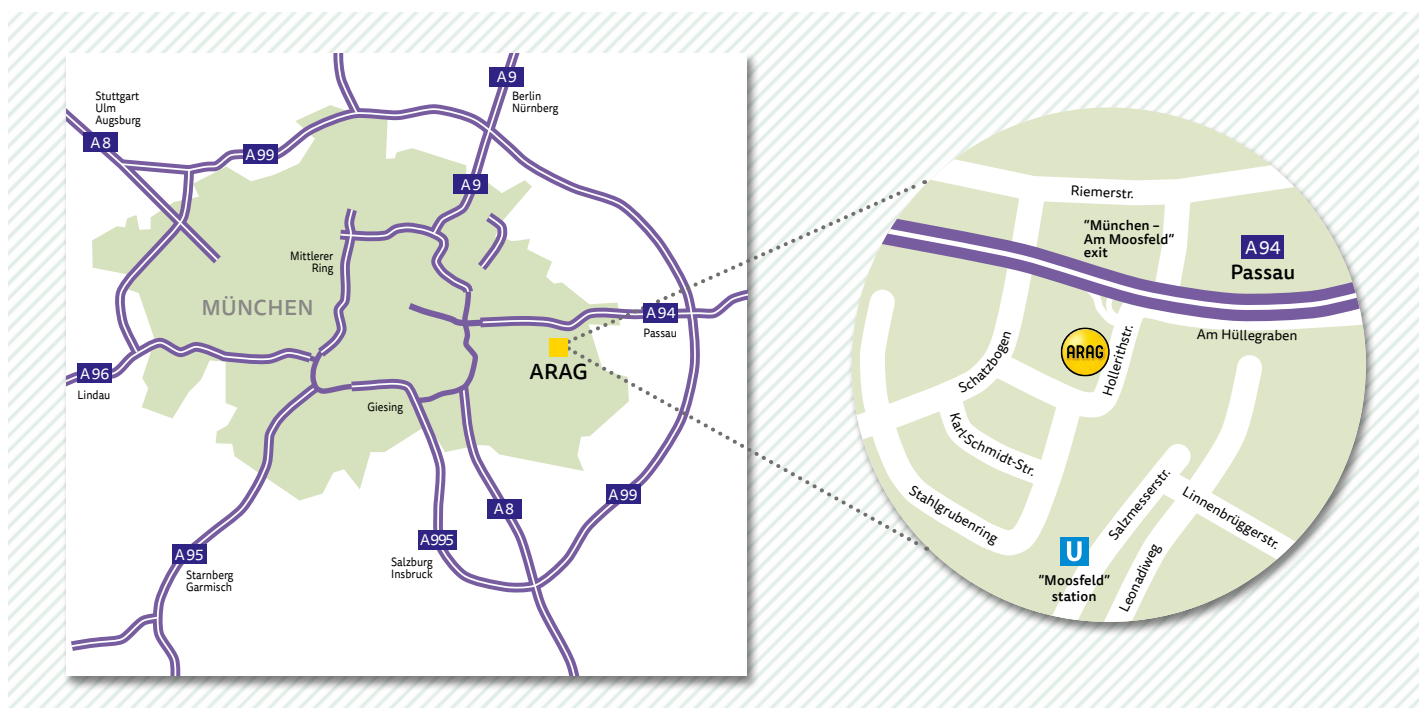 Stuttgart
Ulm
Augsburg
A8
A99
A9
Berlin
Nürnberg
A9
Mittlerer
Ring
MÜNCHEN
A94
Passau
ARAG
A96
Lindau
Giesing
A99
A8
A995
Salzburg
Insbruck
A95
Starnberg
Garmisch
Riemerstr.
"München –
Am Moosfeld"
exit
A94
Passau
Am Hüllegraben
ARAG
Hollerithstr.
Schatzbogen
Karl-Schmidt-Str.
Stahlgrubenring
Salzmesserstr.
Linnenbrüggerstr.
Leonadiweg
U
"Moosfeld"
station